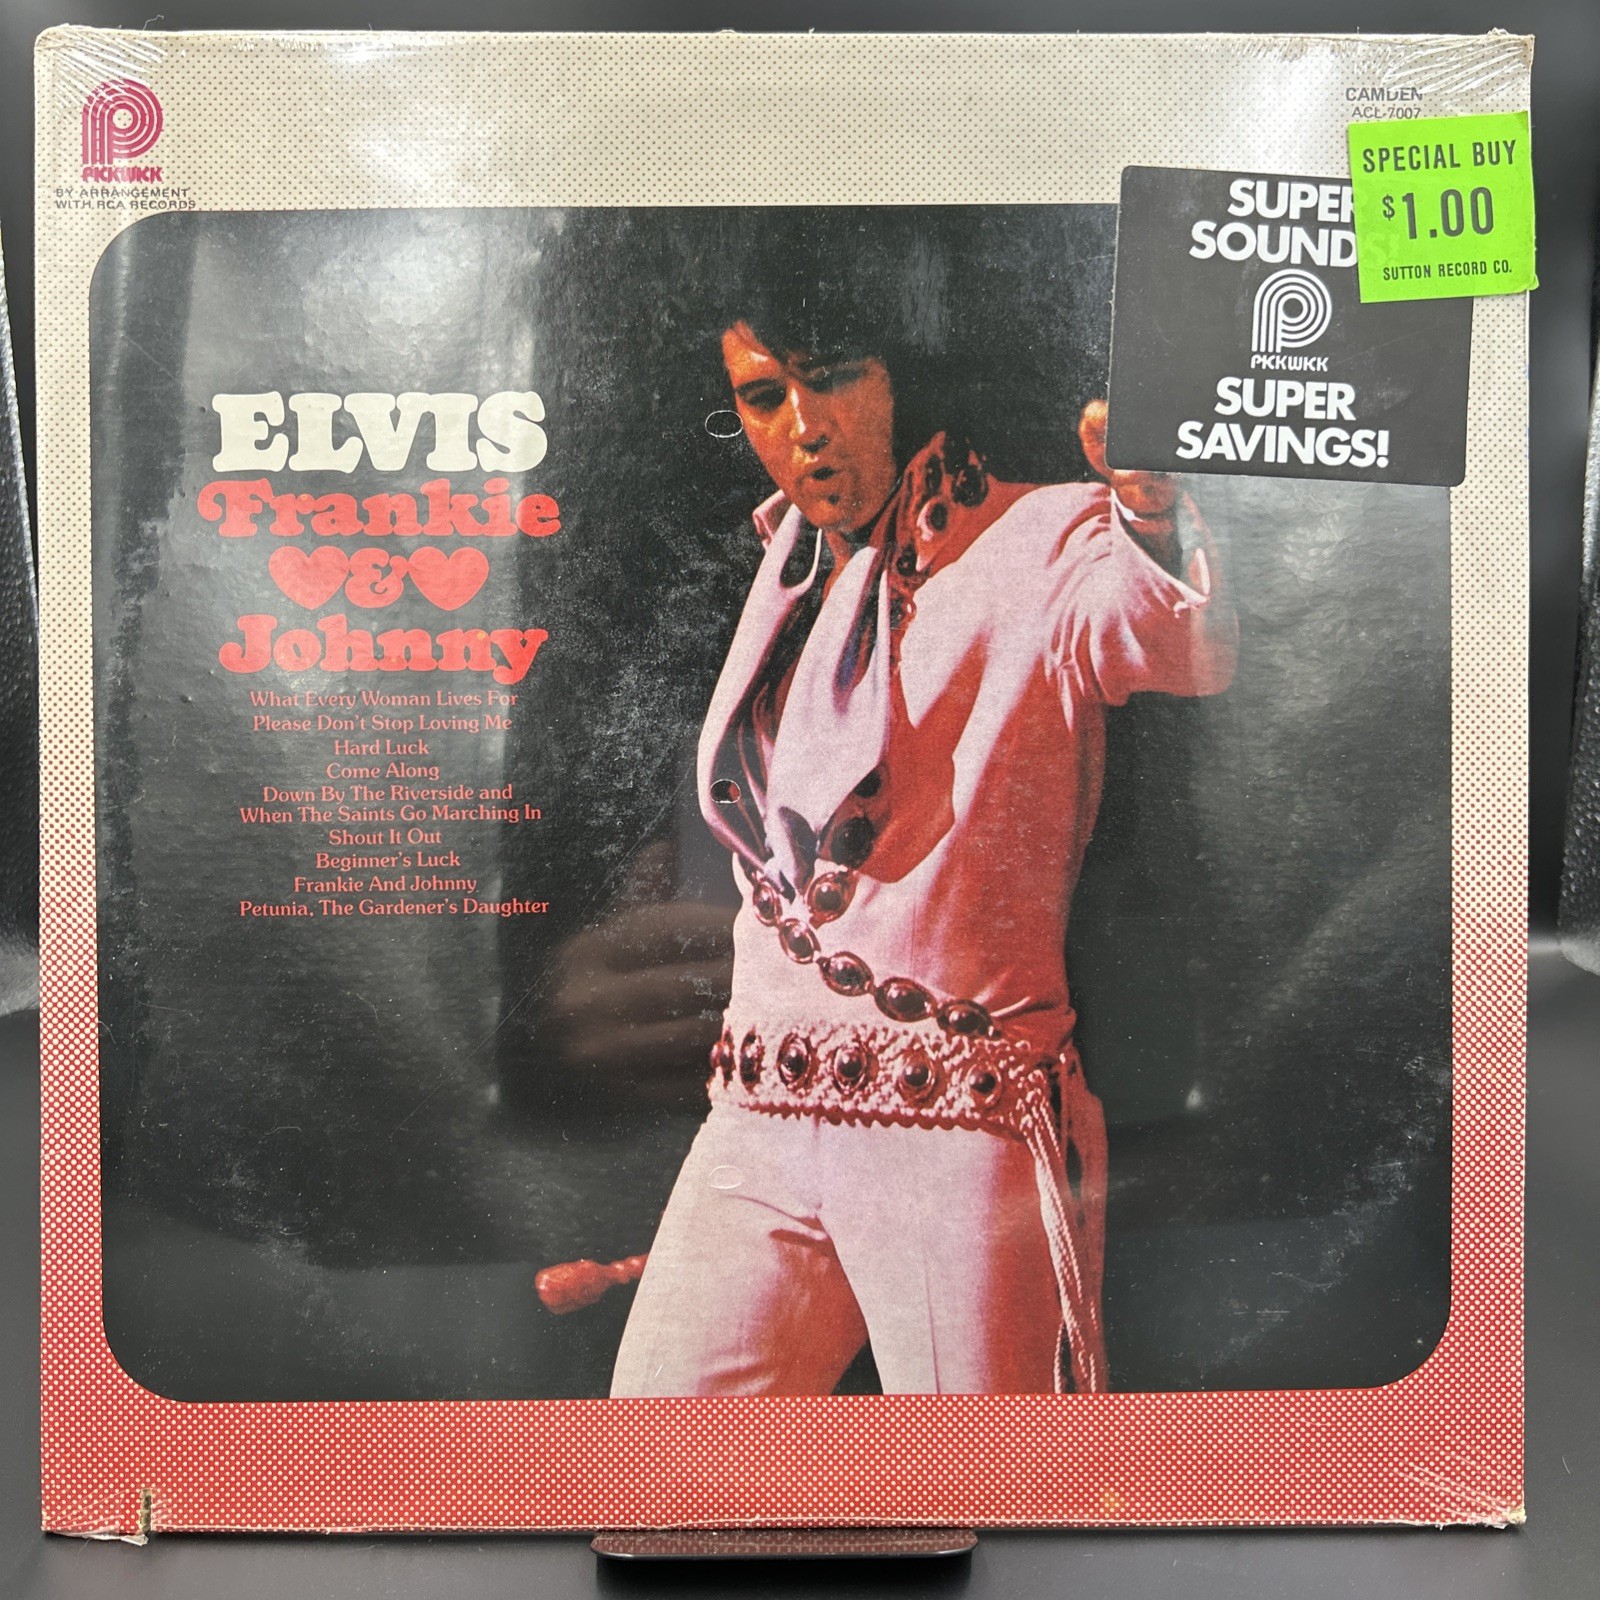 PICKWICK
BY ARRANGEMENT
WITH RCA RECORDS
CAMDEN
ACL-7007
SPECIAL BUY
$1.00
SUTTON RECORD CO.
SUPER
SOUNDS!
PICKWICK
SUPER
SAVINGS!
ELVIS
Frankie
&
Johnny
What Every Woman Lives For
Please Don't Stop Loving Me
Hard Luck
Come Along
Down By The Riverside and
When The Saints Go Marching In
Shout It Out
Beginner's Luck
Frankie And Johnny
Petunia, The Gardener's Daughter